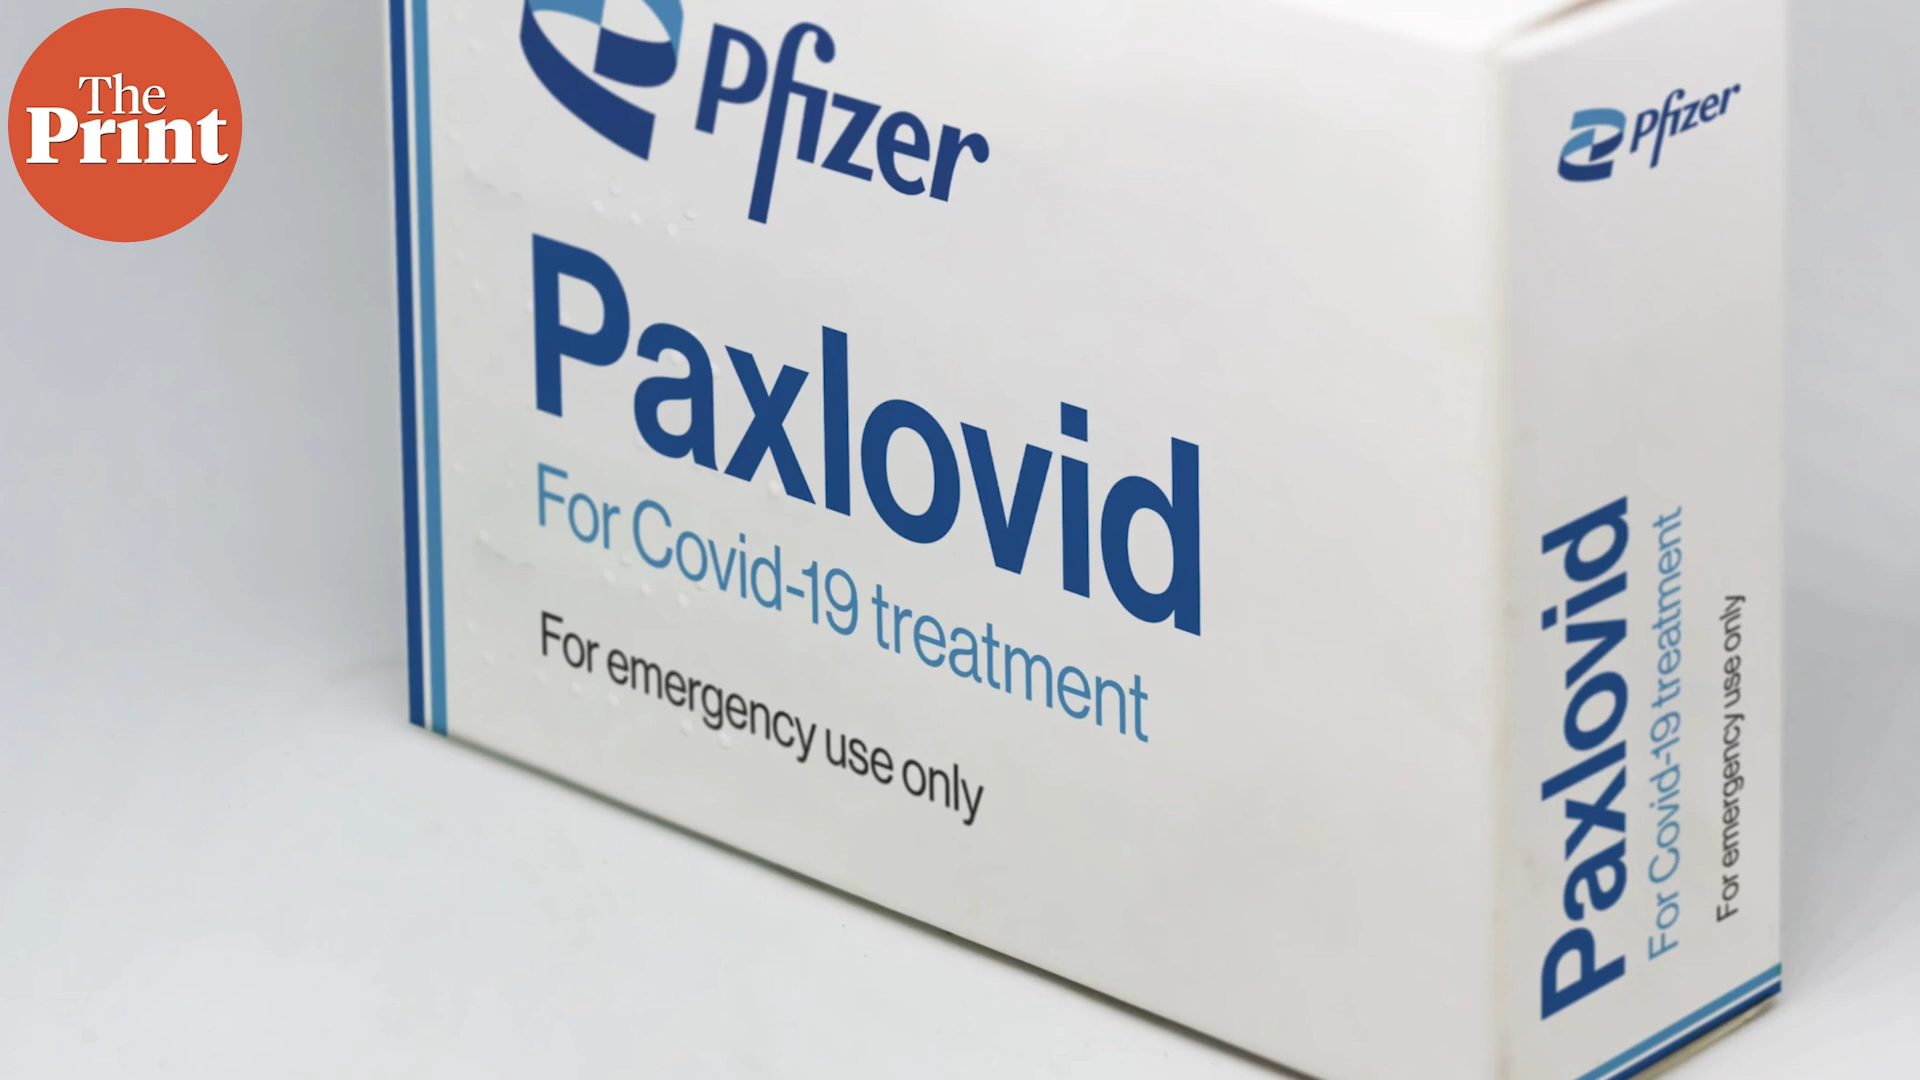 The
Print
Pfizer
Paxlovid
For Covid-19 treatment
For emergency use only
Pfizer
Paxlovid
For Covid-19 treatment
For emergency use only